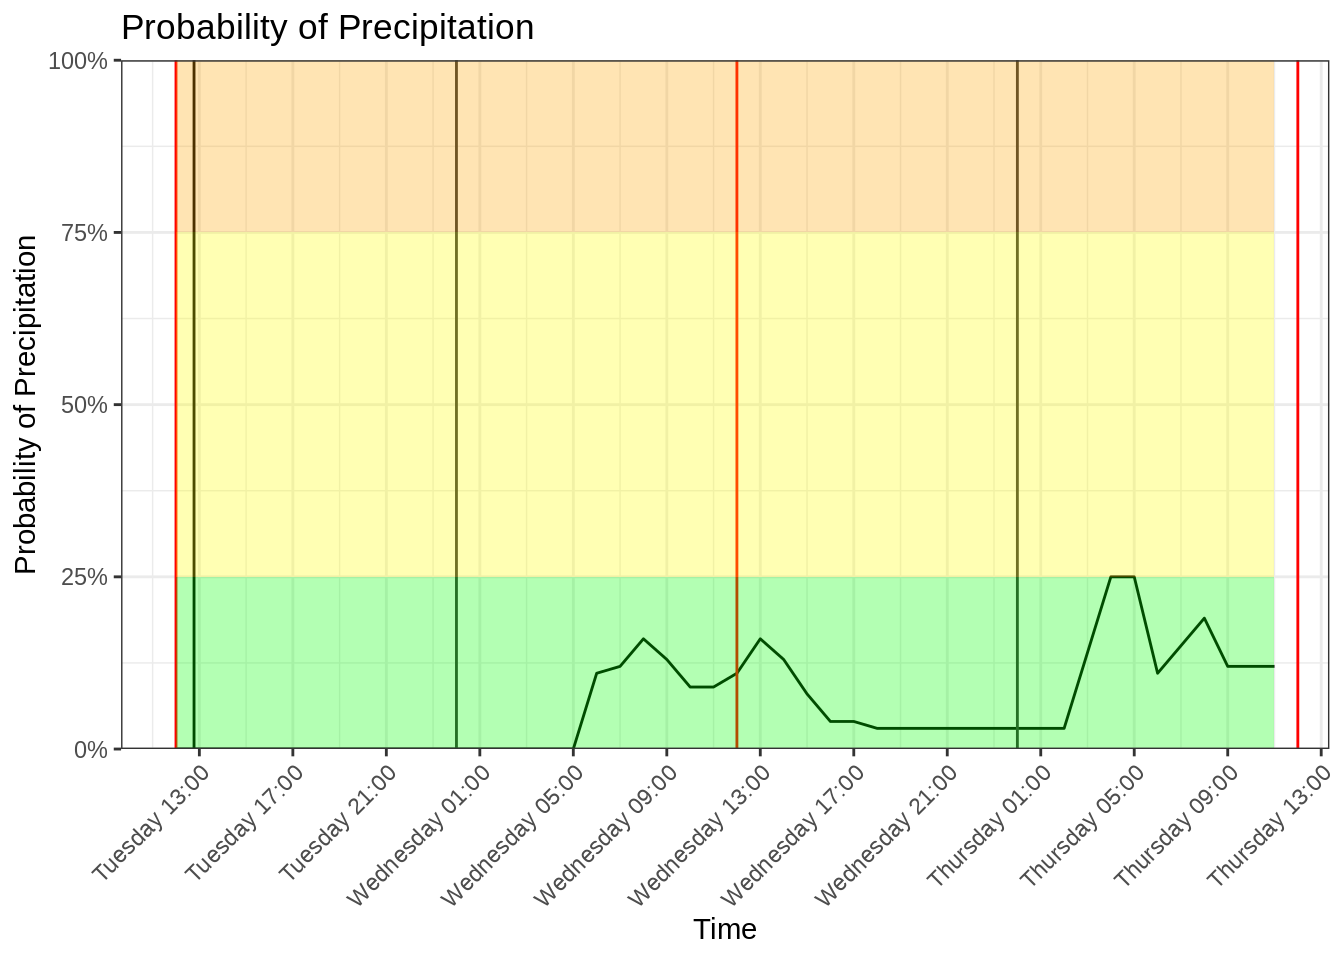 Probability of Precipitation
100%
75%
50%
25%
0%
Probability of Precipitation
Tuesday 13:00
Tuesday 17:00
Tuesday 21:00
Wednesday 01:00
Wednesday 05:00
Wednesday 09:00
Wednesday 13:00
Wednesday 17:00
Wednesday 21:00
Thursday 01:00
Thursday 05:00
Thursday 09:00
Thursday 13:00
Time